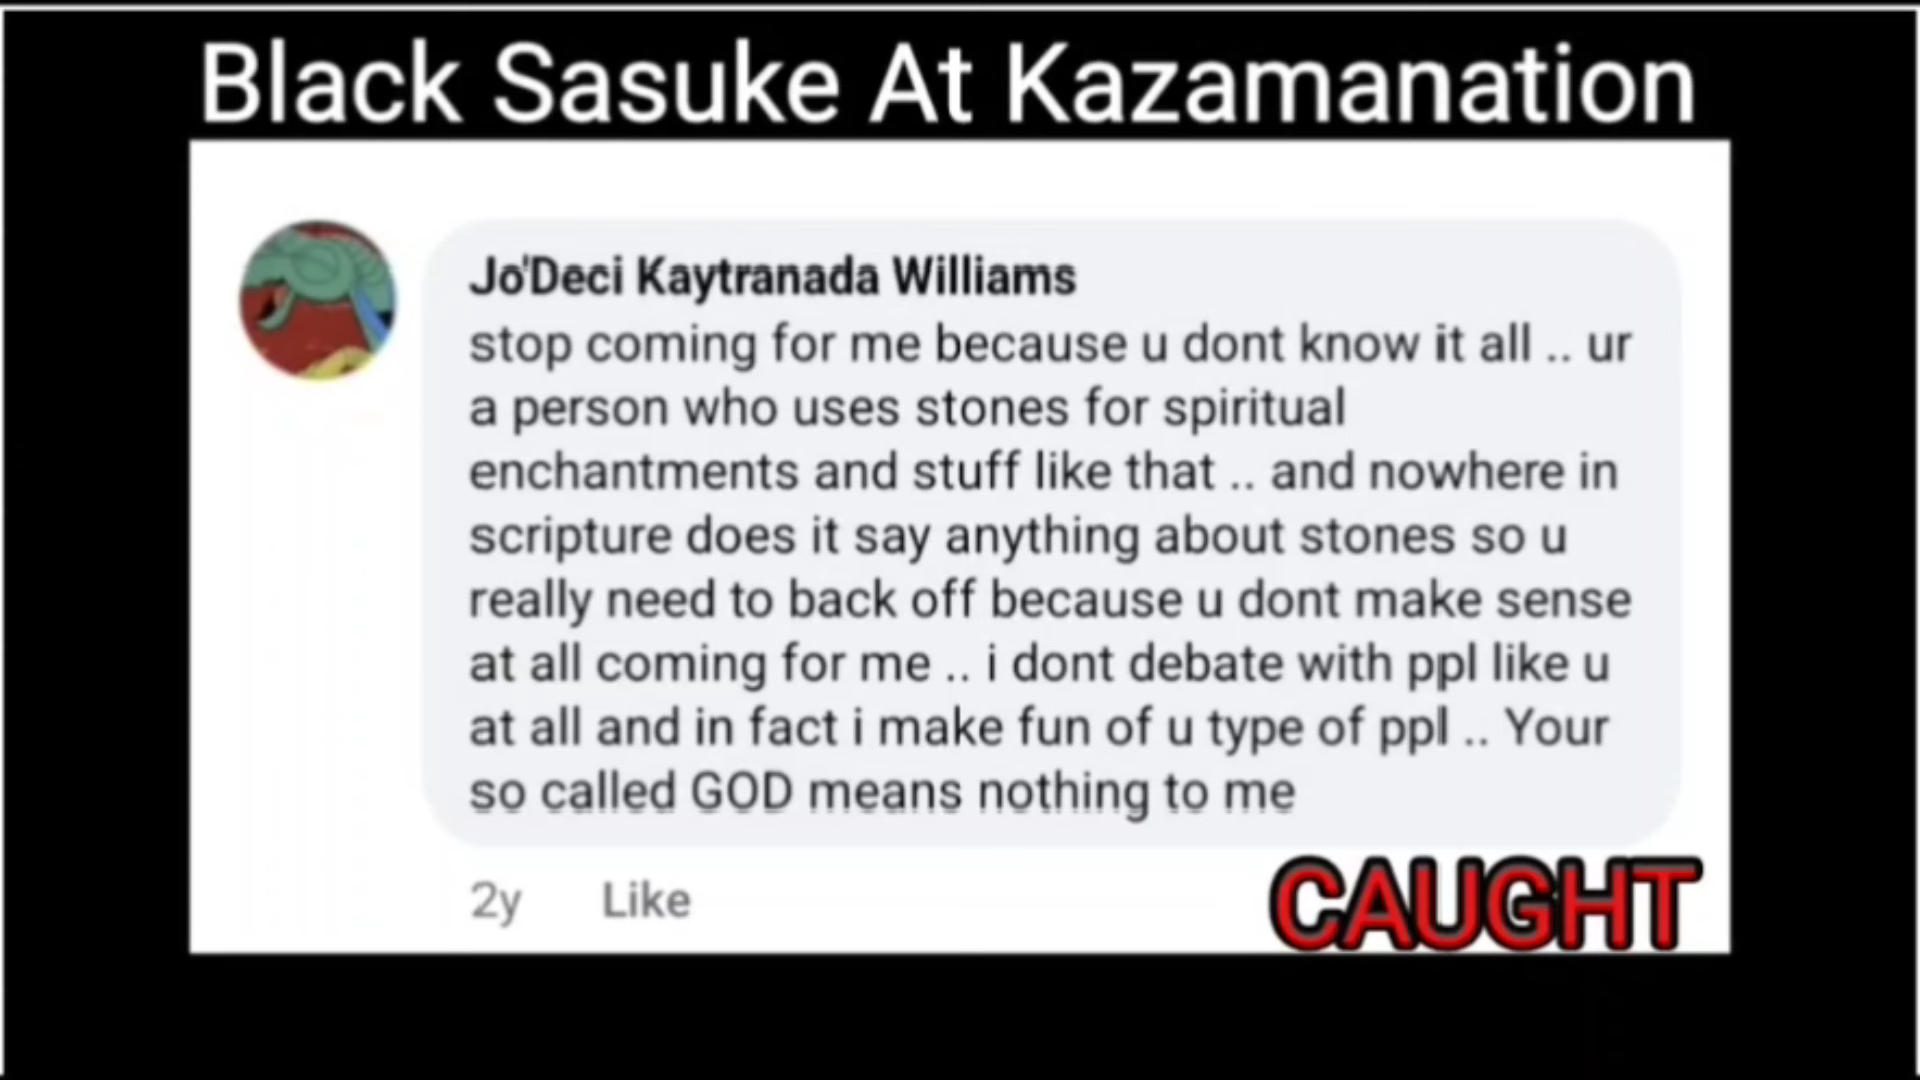 Black Sasuke At Kazamanation
Jo'Deci Kaytranada Williams
stop coming for me because u dont know it all .. ur
a person who uses stones for spiritual
enchantments and stuff like that .. and nowhere in
scripture does it say anything about stones so u
really need to back off because u dont make sense
at all coming for me .. i dont debate with ppl like u
at all and in fact i make fun of u type of ppl .. Your
so called GOD means nothing to me
2y Like
CAUGHT